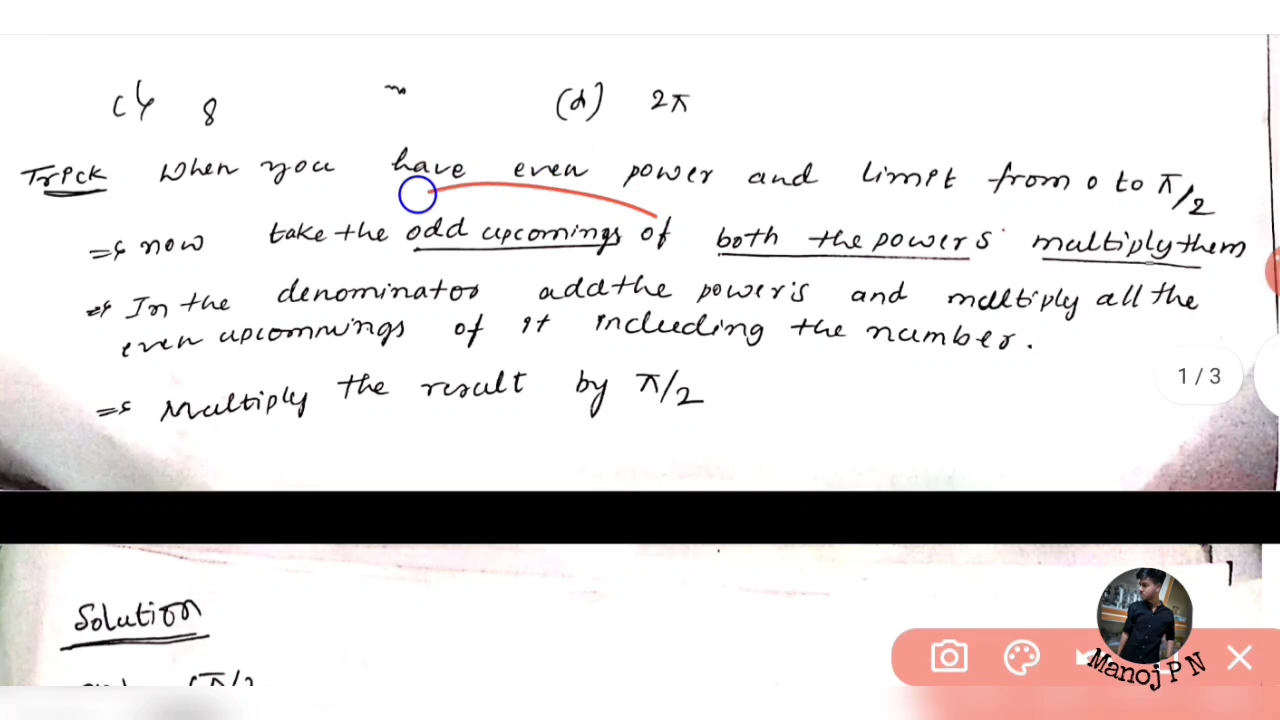 c) 8 (d) 2π
Trick When you have even power and limit from 0 to π/2
⇒ now take the odd upcomings of both the powers multiply them
⇒ In the denominator add the power's and multiply all the
even upcomnings of it including the number.
⇒ Multiply the result by π/2
1 / 3
Solution
Manoj P N